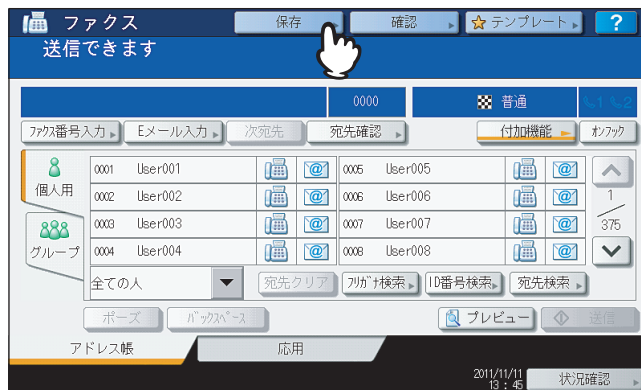 ファクス 保存 確認 テンプレート ?
送信できます
0000 普通 1 2
ファクス番号入力 Eメール入力 次宛先 宛先確認 付加機能 オンフック
個人用
グループ
0001 User001 0005 User005
0002 User002 0006 User006
0003 User003 0007 User007
0004 User004 0008 User008
1
375
全ての人 宛先クリア フリガナ検索 ID番号検索 宛先検索
ポーズ バックスペース プレビュー 送信
アドレス帳 応用
2011/11/11
13:45 状況確認